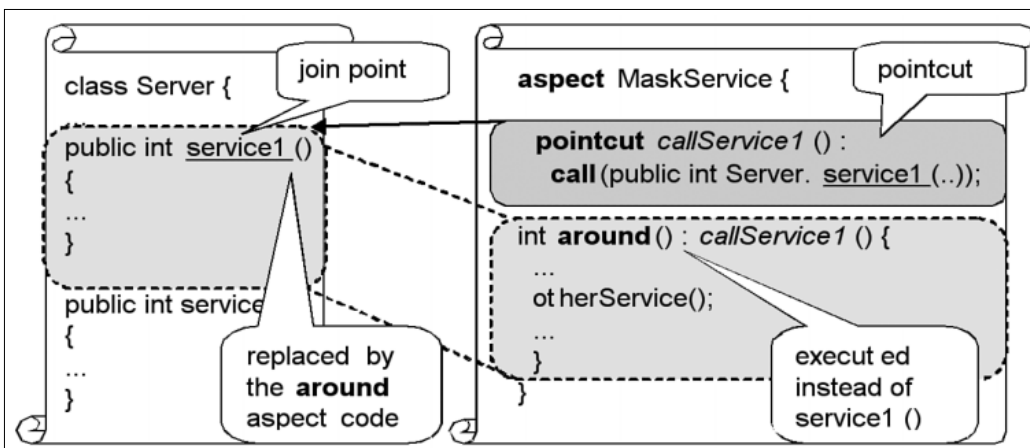 class Server {
join point
public int service1 ()
{
...
}
public int service
{
...
}
replaced by
the around
aspect code
aspect MaskService {
pointcut
pointcut callService1 () :
call (public int Server. service1 (..));
int around() : callService1 () {
...
ot herService();
...
}
}
execut ed
instead of
service1 ()